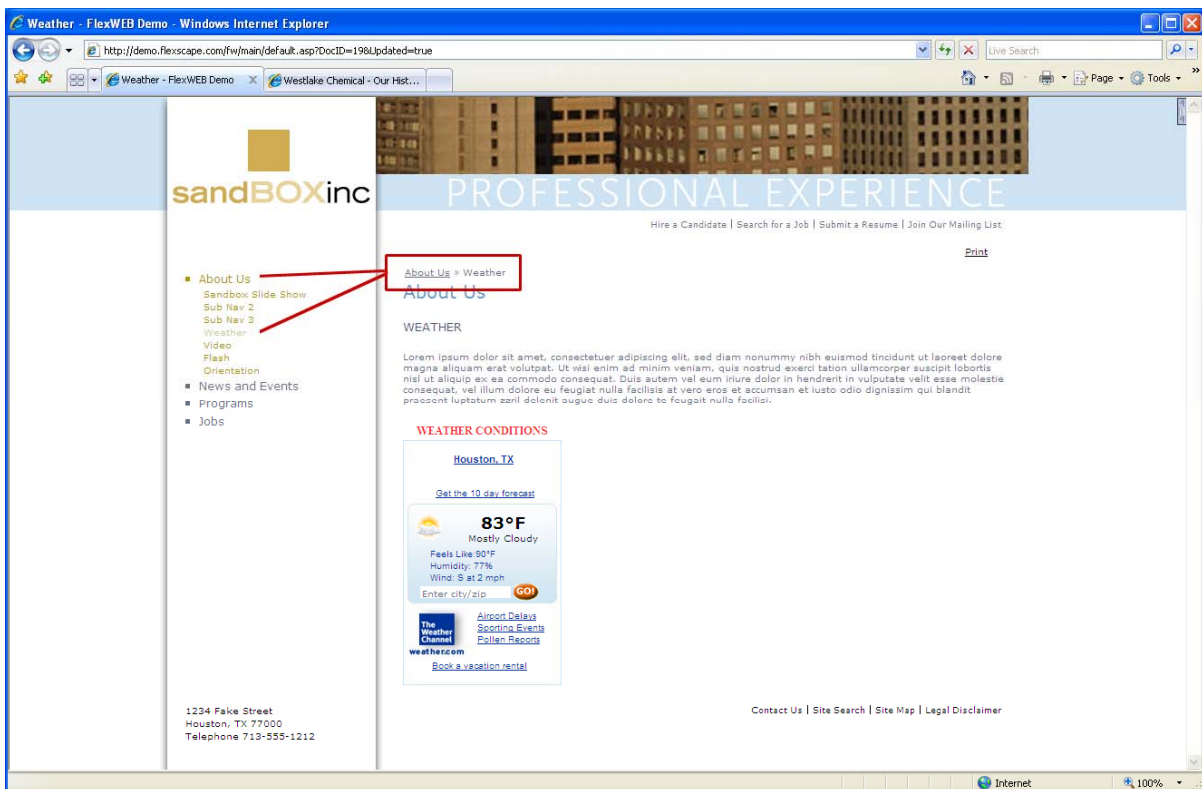 Weather - FlexWEB Demo - Windows Internet Explorer
http://demo.flexscape.com/fw/main/default.asp?DocID=198&Updated=true
Live Search
Weather - FlexWEB Demo
Westlake Chemical - Our Hist...
Page
Tools
sandBOXinc
PROFESSIONAL EXPERIENCE
Hire a Candidate | Search for a Job | Submit a Resume | Join Our Mailing List
Print
About Us » Weather
About Us
About Us
Sandbox Slide Show
Sub Nav 2
Sub Nav 3
Weather
Video
Flash
Orientation
News and Events
Programs
Jobs
WEATHER
Lorem ipsum dolor sit amet, consectetuer adipiscing elit, sed diam nonummy nibh euismod tincidunt ut laoreet dolore
magna aliquam erat volutpat. Ut wisi enim ad minim veniam, quis nostrud exerci tation ullamcorper suscipit lobortis
nisl ut aliquip ex ea commodo consequat. Duis autem vel eum iriure dolor in hendrerit in vulputate velit esse molestie
consequat, vel illum dolore eu feugiat nulla facilisis at vero eros et accumsan et iusto odio dignissim qui blandit
praesent luptatum zzril delenit augue duis dolore te feugait nulla facilisi.
WEATHER CONDITIONS
Houston, TX
Get the 10 day forecast
83°F
Mostly Cloudy
Feels Like:90°F
Humidity: 77%
Wind: S at 2 mph
Enter city/zip
GO!
The
Weather
Channel
weather.com
Airport Delays
Sporting Events
Pollen Reports
Book a vacation rental
1234 Fake Street
Houston, TX 77000
Telephone 713-555-1212
Contact Us | Site Search | Site Map | Legal Disclaimer
Internet
100%